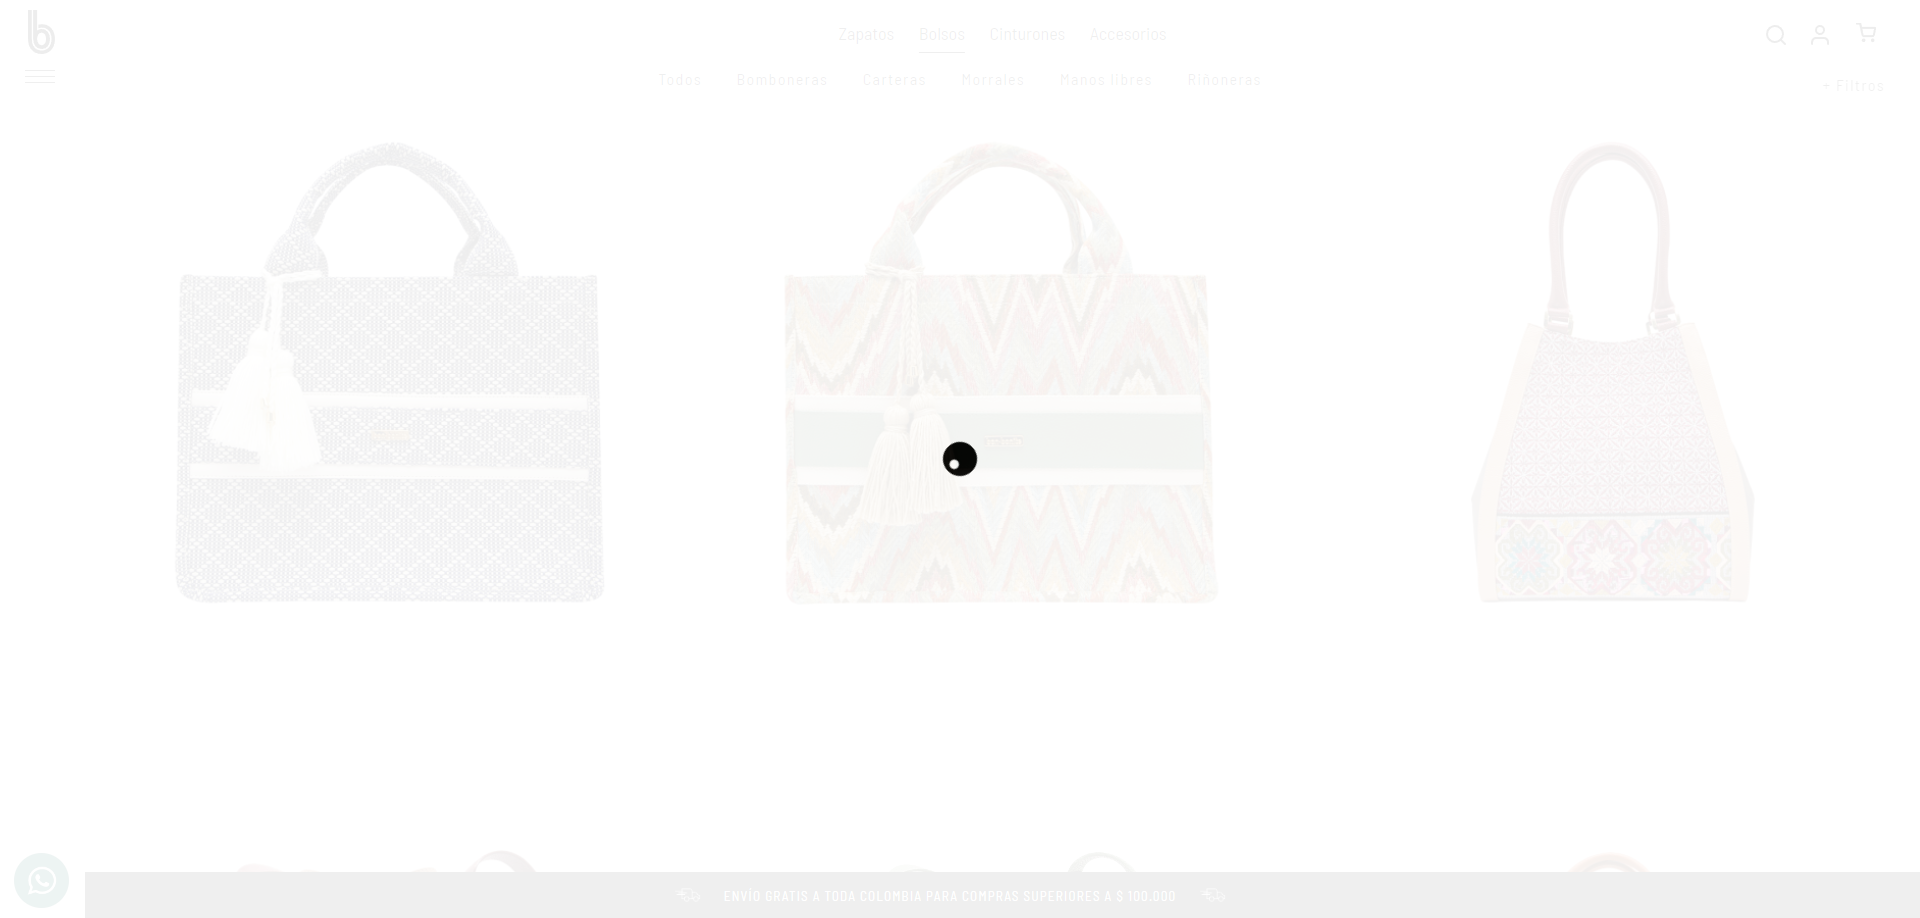 b
Zapatos Bolsos Cinturones Accesorios
Todos Bomboneras Carteras Morrales Manos libres Riñoneras
+ Filtros
ENVÍO GRATIS A TODA COLOMBIA PARA COMPRAS SUPERIORES A $ 100.000